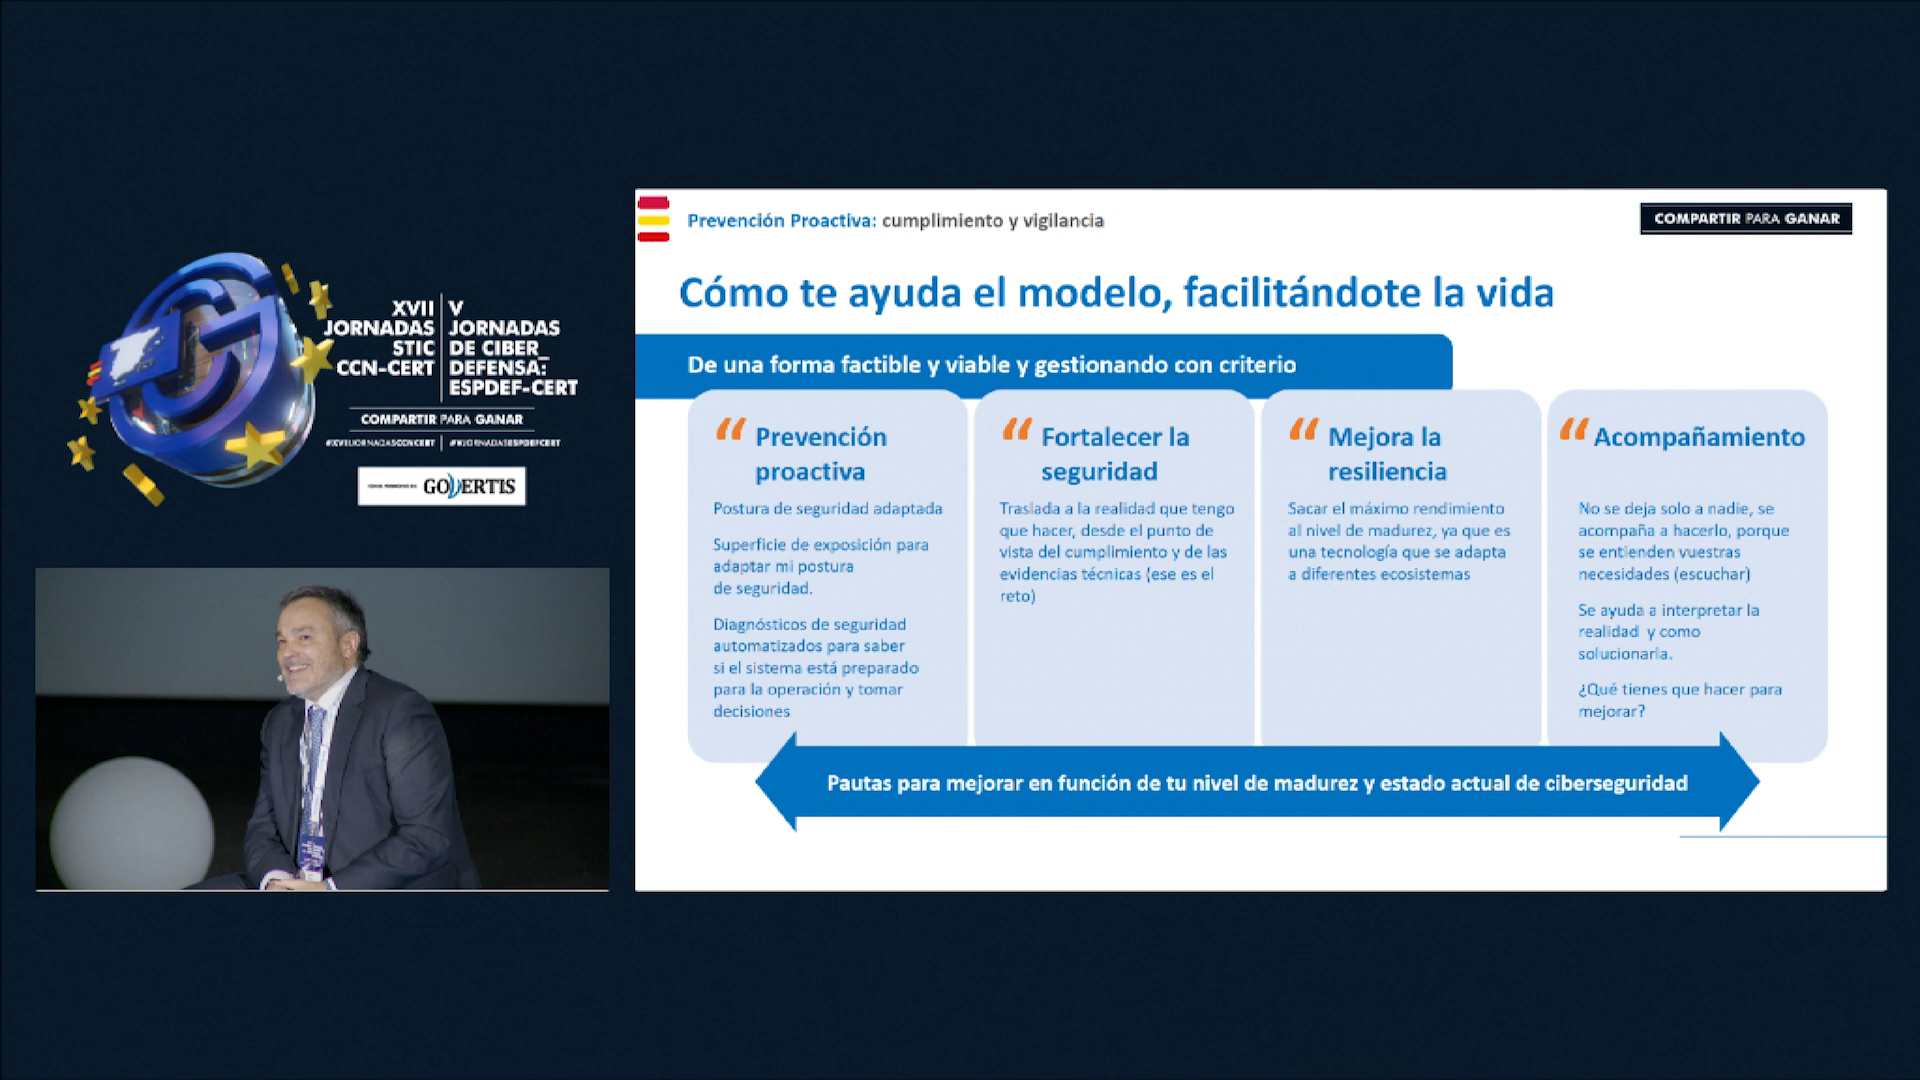 XVII
JORNADAS
STIC
CCN-CERT
V
JORNADAS
DE CIBER_
DEFENSA:
ESPDEF-CERT
COMPARTIR PARA GANAR
#XVIIJORNADASCCNCERT
#VJORNADASESPDEFCERT
GOVERTIS
Prevención Proactiva: cumplimiento y vigilancia
COMPARTIR PARA GANAR
Cómo te ayuda el modelo, facilitándote la vida
De una forma factible y viable y gestionando con criterio
“ Prevención
proactiva
Postura de seguridad adaptada
Superficie de exposición para
adaptar mi postura
de seguridad.
Diagnósticos de seguridad
automatizados para saber
si el sistema está preparado
para la operación y tomar
decisiones
“ Fortalecer la
seguridad
Traslada a la realidad que tengo
que hacer, desde el punto de
vista del cumplimiento y de las
evidencias técnicas (ese es el
reto)
“ Mejora la
resiliencia
Sacar el máximo rendimiento
al nivel de madurez, ya que es
una tecnología que se adapta
a diferentes ecosistemas
“ Acompañamiento
No se deja solo a nadie, se
acompaña a hacerlo, porque
se entienden vuestras
necesidades (escuchar)
Se ayuda a interpretar la
realidad y como
solucionarla.
¿Qué tienes que hacer para
mejorar?
Pautas para mejorar en función de tu nivel de madurez y estado actual de ciberseguridad